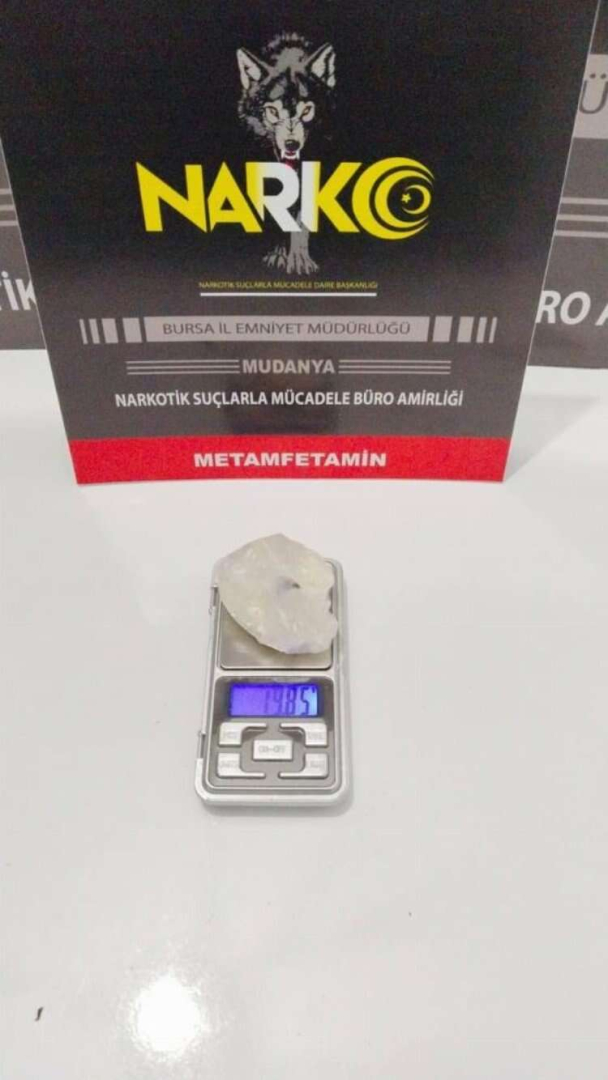 NARKO
NARKOTİK SUÇLARLA MÜCADELE DAİRE BAŞKANLIĞI
BURSA İL EMNİYET MÜDÜRLÜĞÜ
MUDANYA
NARKOTİK SUÇLARLA MÜCADELE BÜRO AMİRLİĞİ
METAMFETAMİN
Ü
İK
RO A